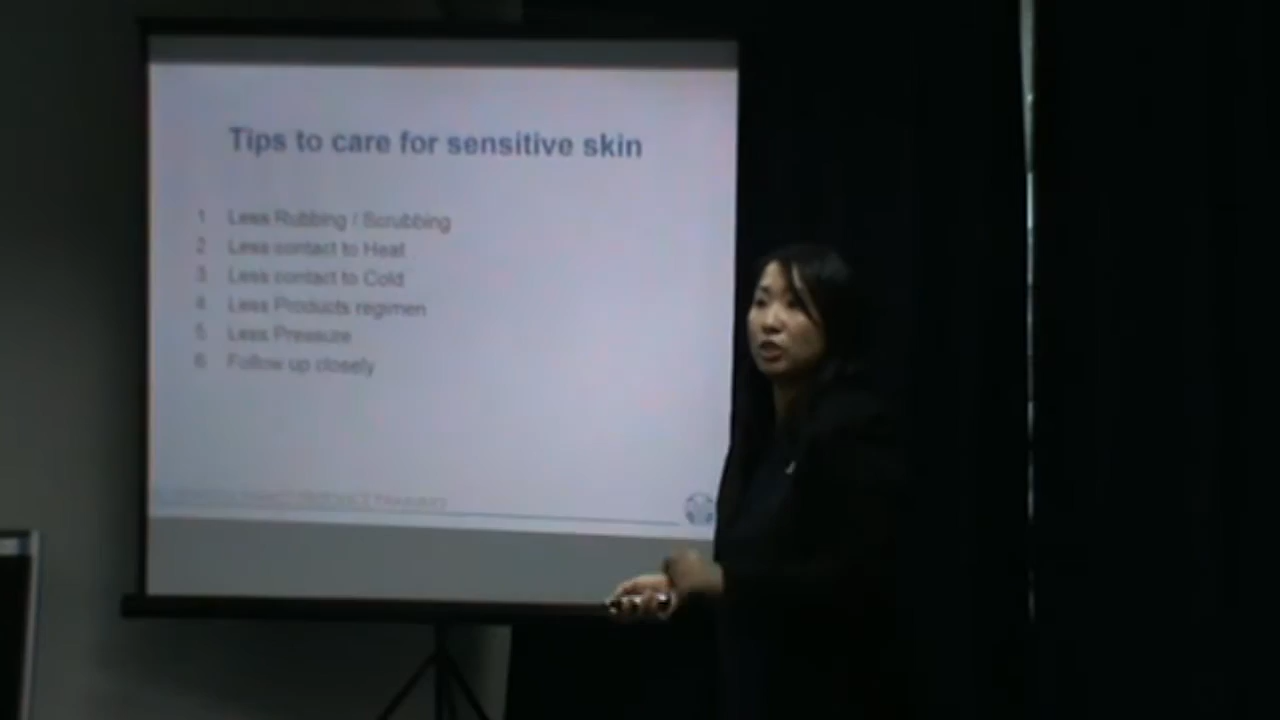 Tips to care for sensitive skin
1 Less Rubbing / Scrubbing
2 Less contact to Heat
3 Less contact to Cold
4 Less Products regimen
5 Less Pressure
6 Follow up closely